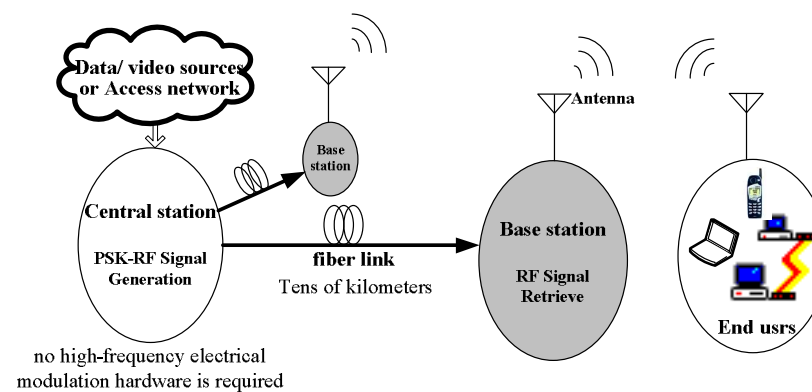 Data/ video sources
or Access network
Base
station
Antenna
Central station
PSK-RF Signal
Generation
fiber link
Tens of kilometers
Base station
RF Signal
Retrieve
End usrs
no high-frequency electrical
modulation hardware is required